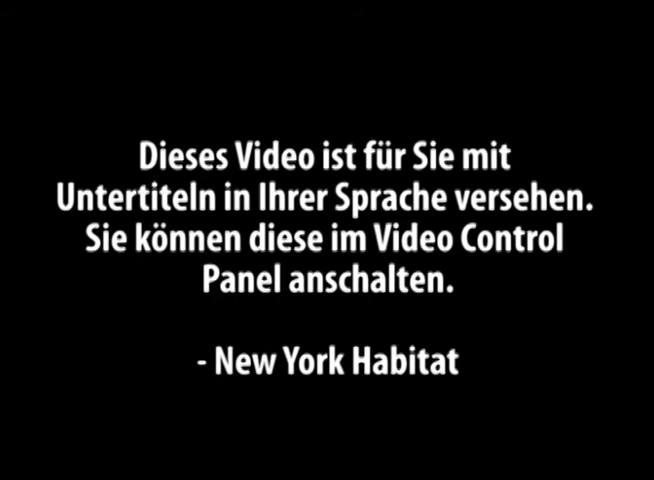 Dieses Video ist für Sie mit
Untertiteln in Ihrer Sprache versehen.
Sie können diese im Video Control
Panel anschalten.
- New York Habitat